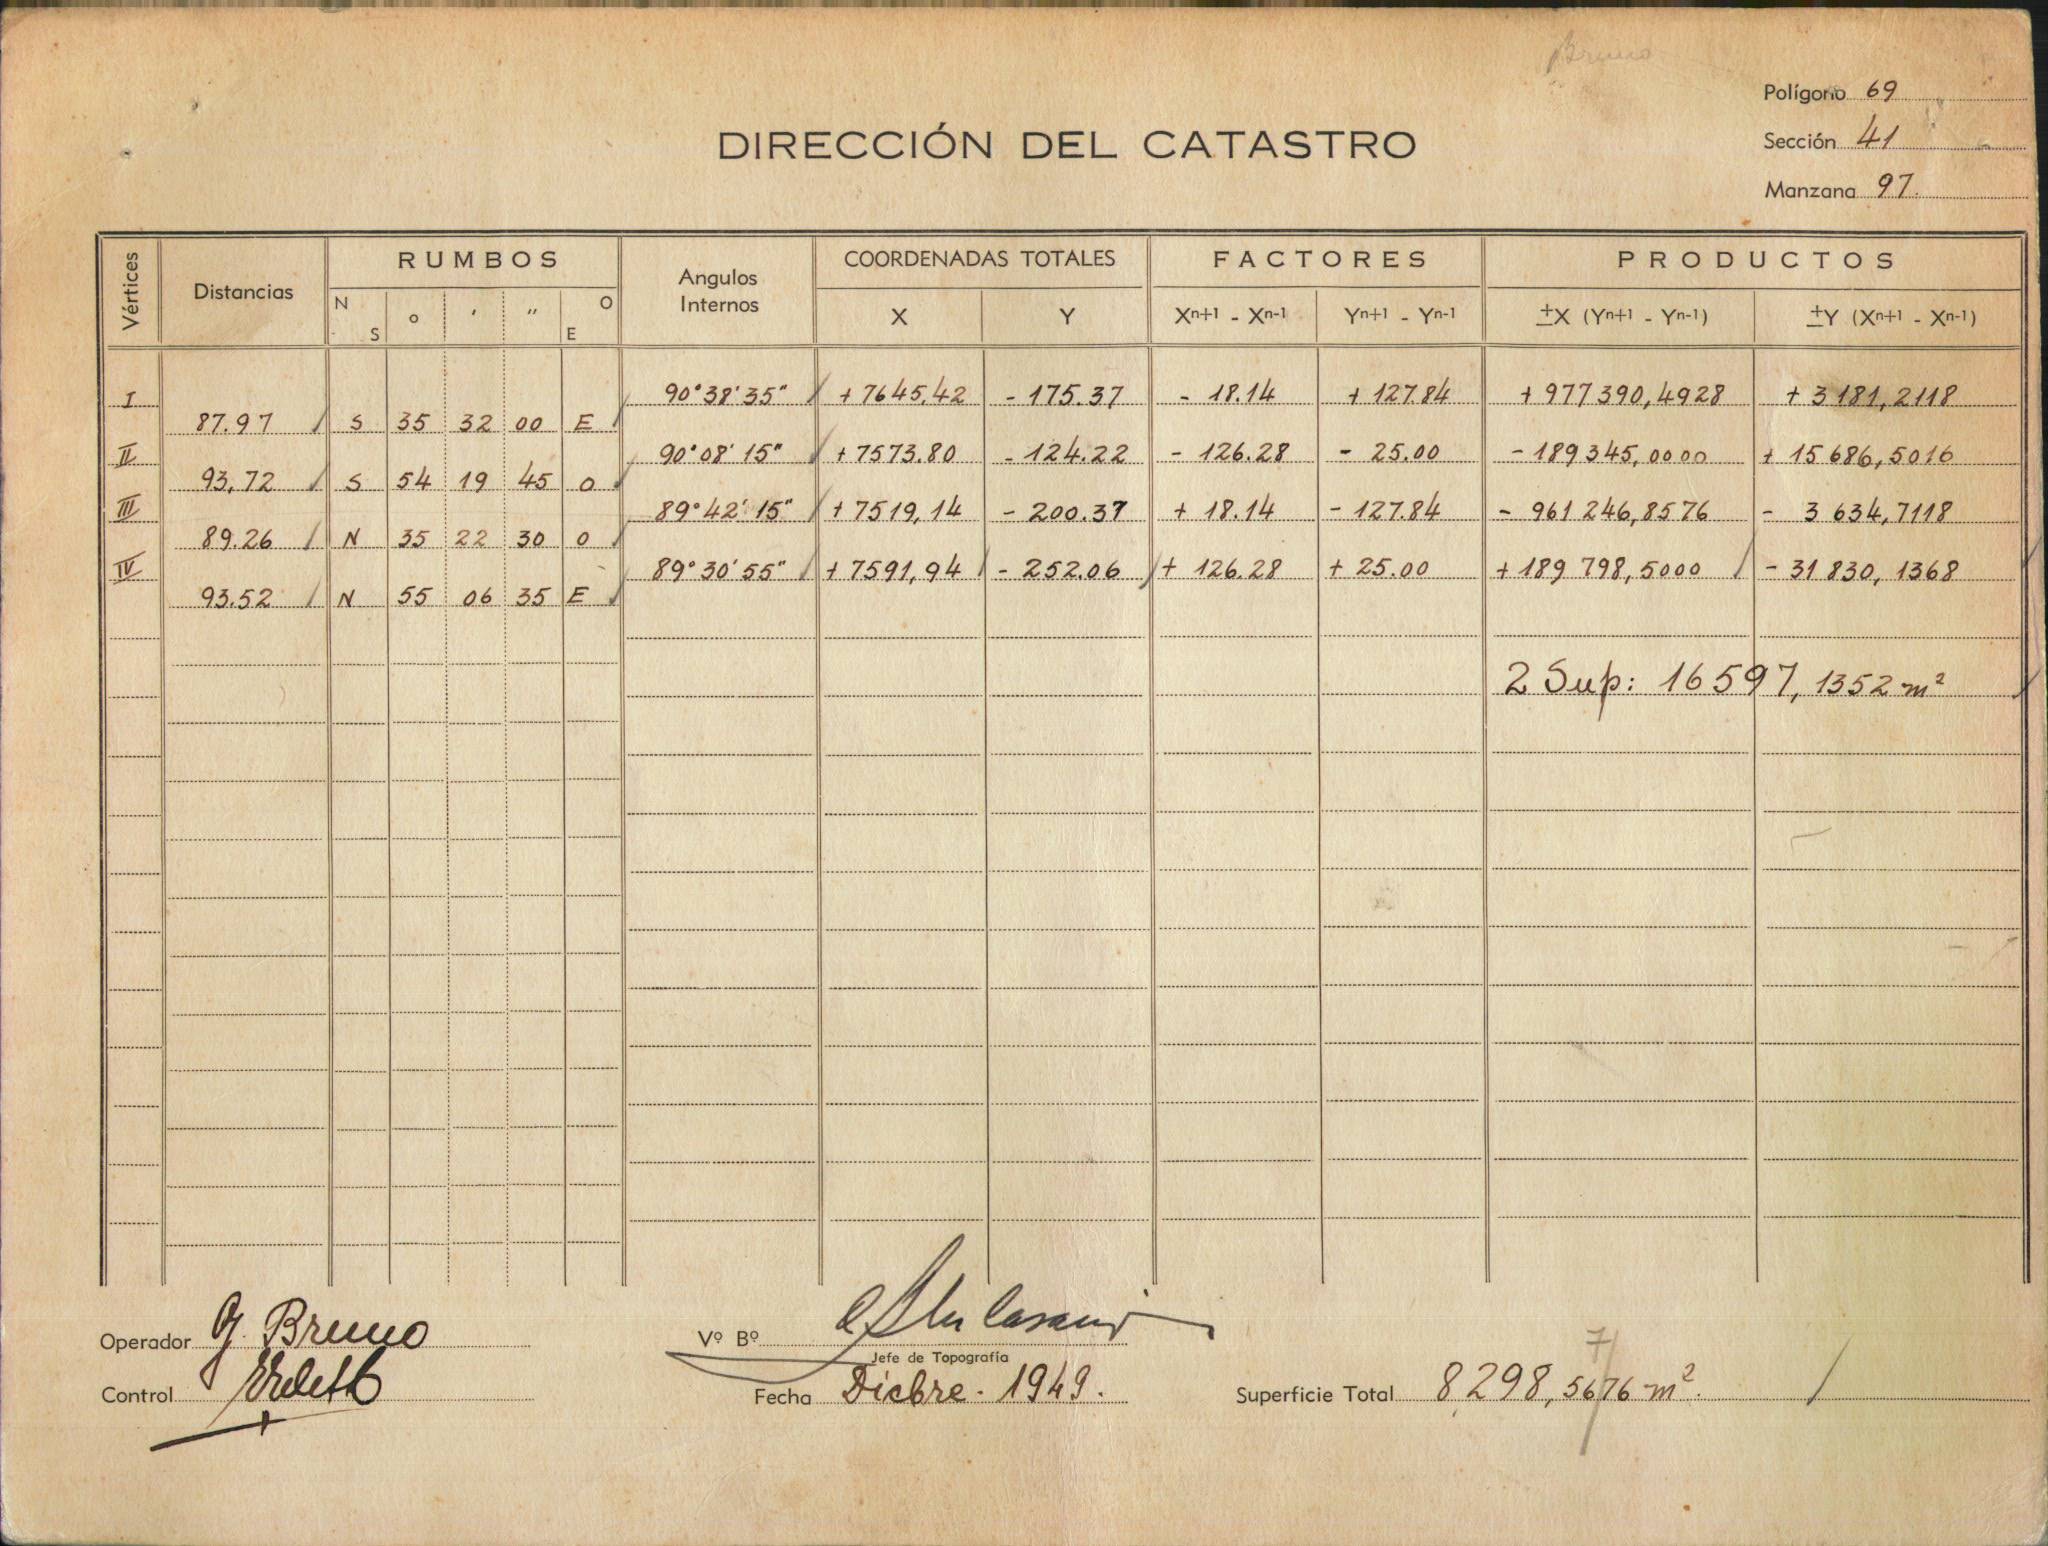 Bruno
Polígono 69
DIRECCIÓN DEL CATASTRO
Sección 41
Manzana 97.
Vértices Distancias RUMBOS Angulos Internos COORDENADAS TOTALES FACTORES PRODUCTOS
N S ° ' " O E X Y Xn+1 - Xn-1 Yn+1 - Yn-1 ±X (Yn+1 - Yn-1) ±Y (Xn+1 - Xn-1)
I 90°38'35" + 7645.42 - 175.37 - 18.14 + 127.84 + 977390,4928 + 3181,2118
87.97 S 35 32 00 E
II 90°08'15" + 7573.80 - 124.22 - 126.28 - 25.00 - 189345,0000 + 15686,5016
93,72 S 54 19 45 O
III 89°42'15" + 7519,14 - 200.37 + 18.14 - 127.84 - 961246,8576 - 3634,7118
89.26 N 35 22 30 O
IV 89°30'55" + 7591,94 - 252.06 + 126.28 + 25.00 + 189798,5000 - 31830,1368
93.52 N 55 06 35 E
2 Sup: 16597,1352 m²
Operador G. Bruno
Vº Bº
Jefe de Topografía
7
Control
Fecha Dicbre. 1949.
Superficie Total 8298,5676 m².